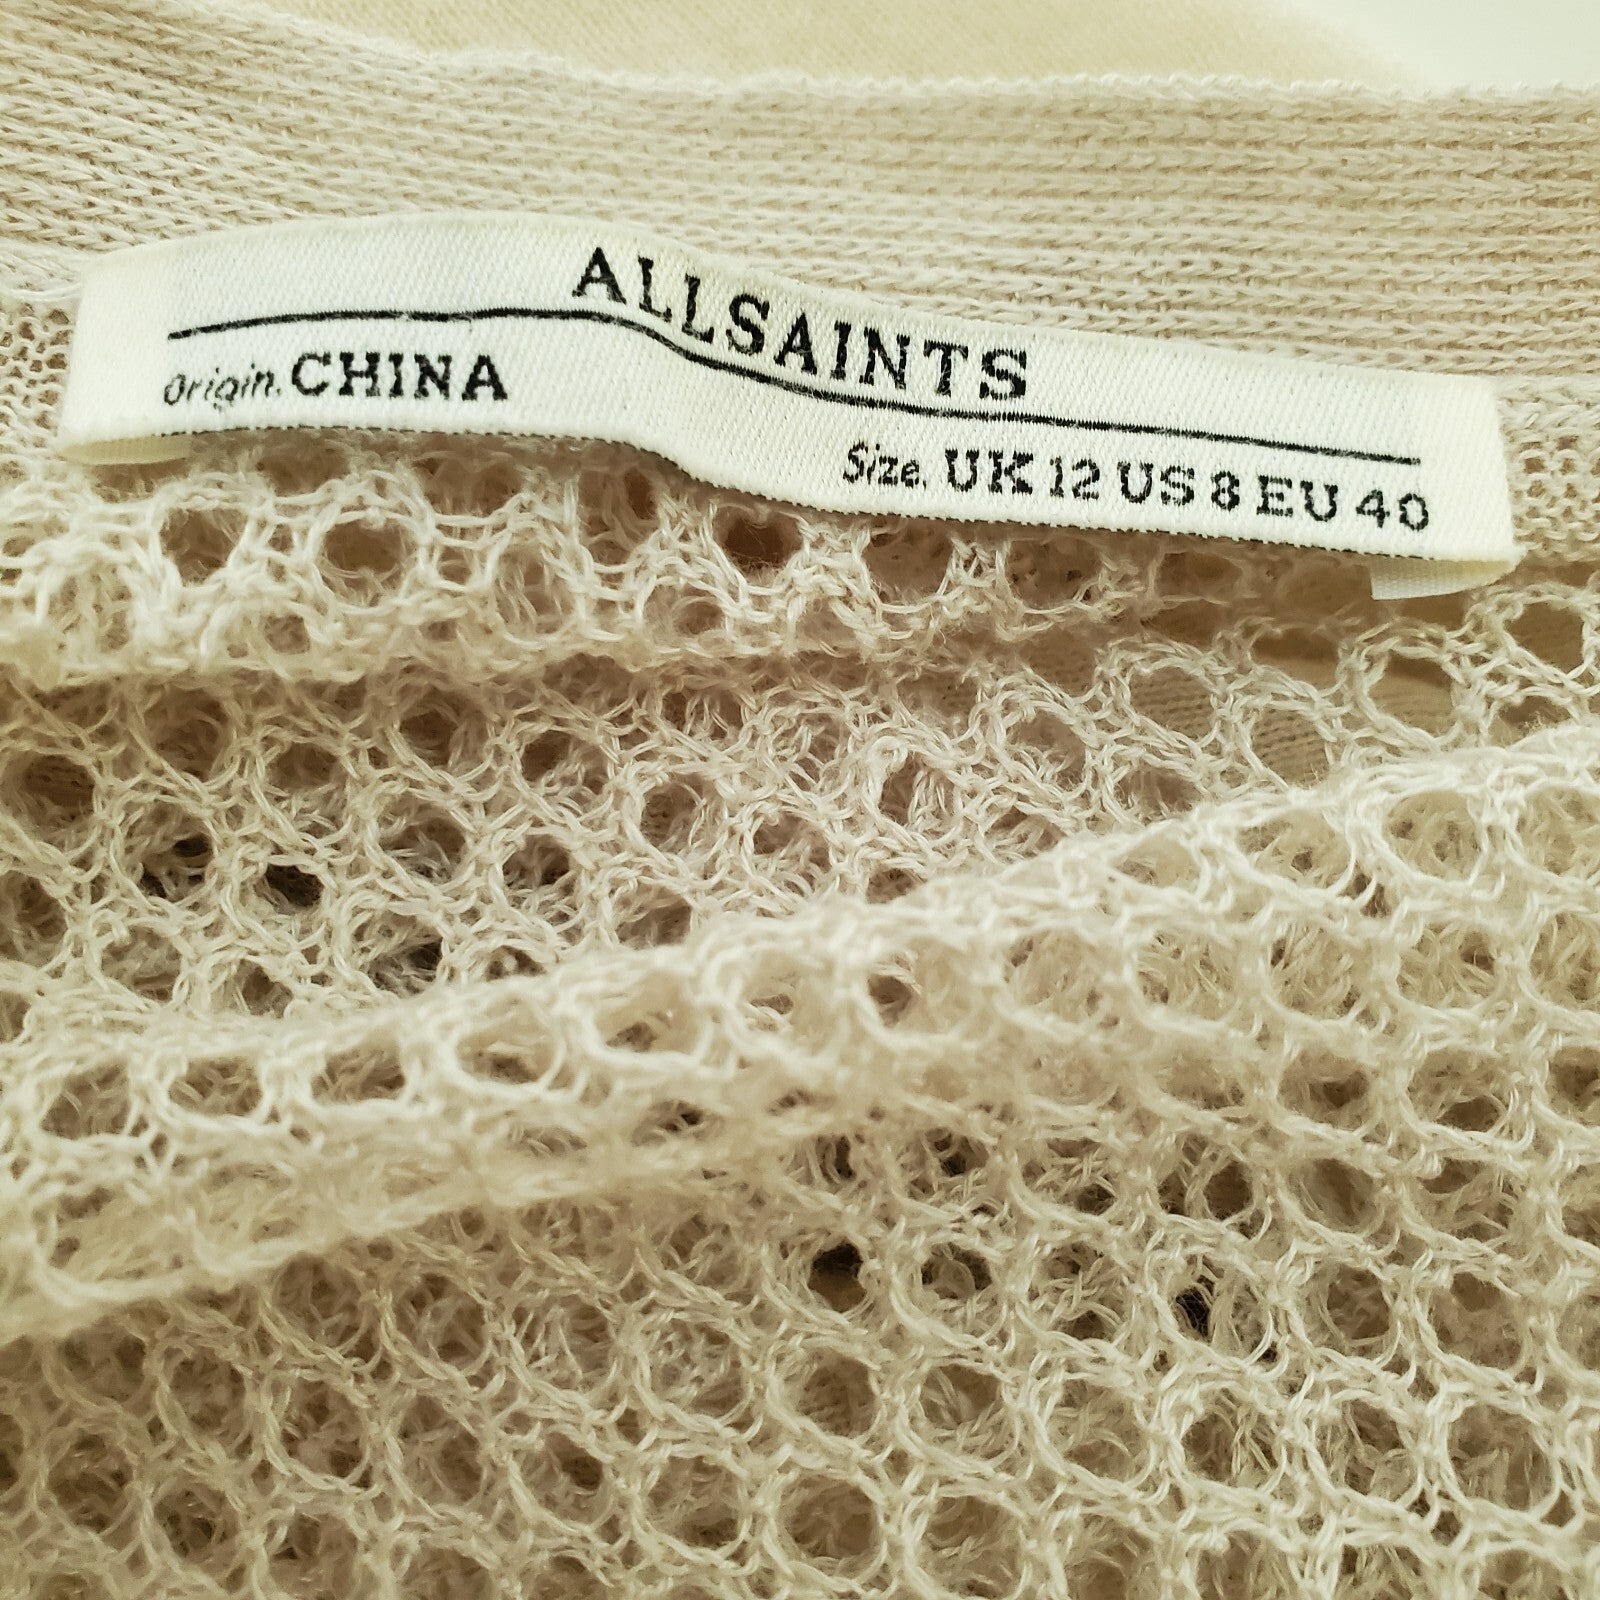 ALLSAINTS
Origin. CHINA
Size. UK 12 US 8 EU 40